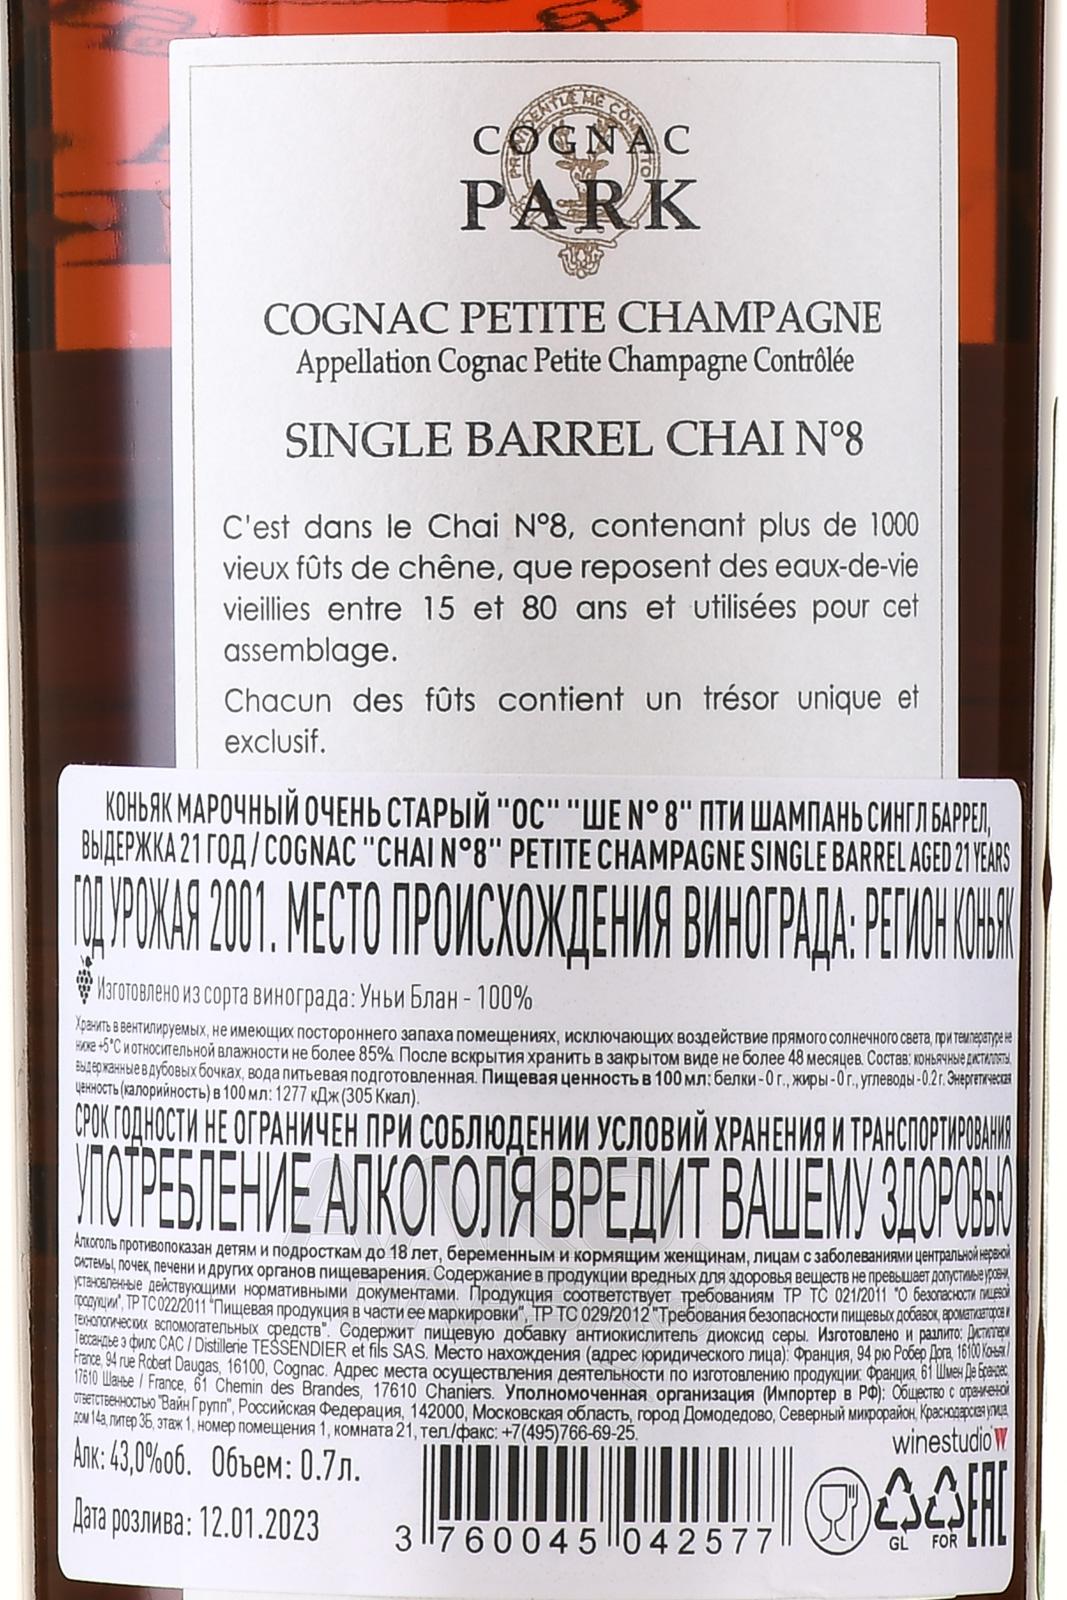 PROVIDENTIÆ ME COMMITTO
COGNAC
PARK
COGNAC PETITE CHAMPAGNE
Appellation Cognac Petite Champagne Contrôlée
SINGLE BARREL CHAI N°8
C'est dans le Chai N°8, contenant plus de 1000
vieux fûts de chêne, que reposent des eaux-de-vie
vieillies entre 15 et 80 ans et utilisées pour cet
assemblage.
Chacun des fûts contient un trésor unique et
exclusif.
КОНЬЯК МАРОЧНЫЙ ОЧЕНЬ СТАРЫЙ "ОС" "ШЕ N° 8" ПТИ ШАМПАНЬ СИНГЛ БАРРЕЛ,
ВЫДЕРЖКА 21 ГОД / COGNAC "CHAI N°8" PETITE CHAMPAGNE SINGLE BARREL AGED 21 YEARS
ГОД УРОЖАЯ 2001. МЕСТО ПРОИСХОЖДЕНИЯ ВИНОГРАДА: РЕГИОН КОНЬЯК
Изготовлено из сорта винограда: Уньи Блан - 100%
Хранить в вентилируемых, не имеющих постороннего запаха помещениях, исключающих воздействие прямого солнечного света, при температуре не
ниже +5°С и относительной влажности не более 85%. После вскрытия хранить в закрытом виде не более 48 месяцев. Состав: коньячные дистилляты,
выдержанные в дубовых бочках, вода питьевая подготовленная. Пищевая ценность в 100 мл: белки - 0 г., жиры - 0 г., углеводы - 0.2 г. Энергетическая
ценность (калорийность) в 100 мл: 1277 кДж (305 Ккал).
СРОК ГОДНОСТИ НЕ ОГРАНИЧЕН ПРИ СОБЛЮДЕНИИ УСЛОВИЙ ХРАНЕНИЯ И ТРАНСПОРТИРОВАНИЯ
УПОТРЕБЛЕНИЕ АЛКОГОЛЯ ВРЕДИТ ВАШЕМУ ЗДОРОВЬЮ
Алкоголь противопоказан детям и подросткам до 18 лет, беременным и кормящим женщинам, лицам с заболеваниями центральной нервной
системы, почек, печени и других органов пищеварения. Содержание в продукции вредных для здоровья веществ не превышает допустимые уровни,
установленные действующими нормативными документами. Продукция соответствует требованиям ТР ТС 021/2011 "О безопасности пищевой
продукции", ТР ТС 022/2011 "Пищевая продукция в части ее маркировки", ТР ТС 029/2012 "Требования безопасности пищевых добавок, ароматизаторов и
технологических вспомогательных средств". Содержит пищевую добавку антиокислитель диоксид серы. Изготовлено и разлито: Дистиллери
Тессандье э филс САС / Distillerie TESSENDIER et fils SAS. Место нахождения (адрес юридического лица): Франция, 94 рю Робер Дога, 16100 Коньяк /
France, 94 rue Robert Daugas, 16100, Cognac. Адрес места осуществления деятельности по изготовлению продукции: Франция, 61 Шмен Де Брандес,
17610 Шанье / France, 61 Chemin des Brandes, 17610 Chaniers. Уполномоченная организация (Импортер в РФ): Общество с ограниченной
ответственностью "Вайн Групп", Российская Федерация, 142000, Московская область, город Домодедово, Северный микрорайон, Краснодарская улица,
дом 14а, литер 3Б, этаж 1, номер помещения 1, комната 21, тел./факс: +7(495)766-69-25.
winestudio
Алк: 43,0%об. Объем: 0.7л.
Дата розлива: 12.01.2023
3 760045 042577
GL FOR
EAC